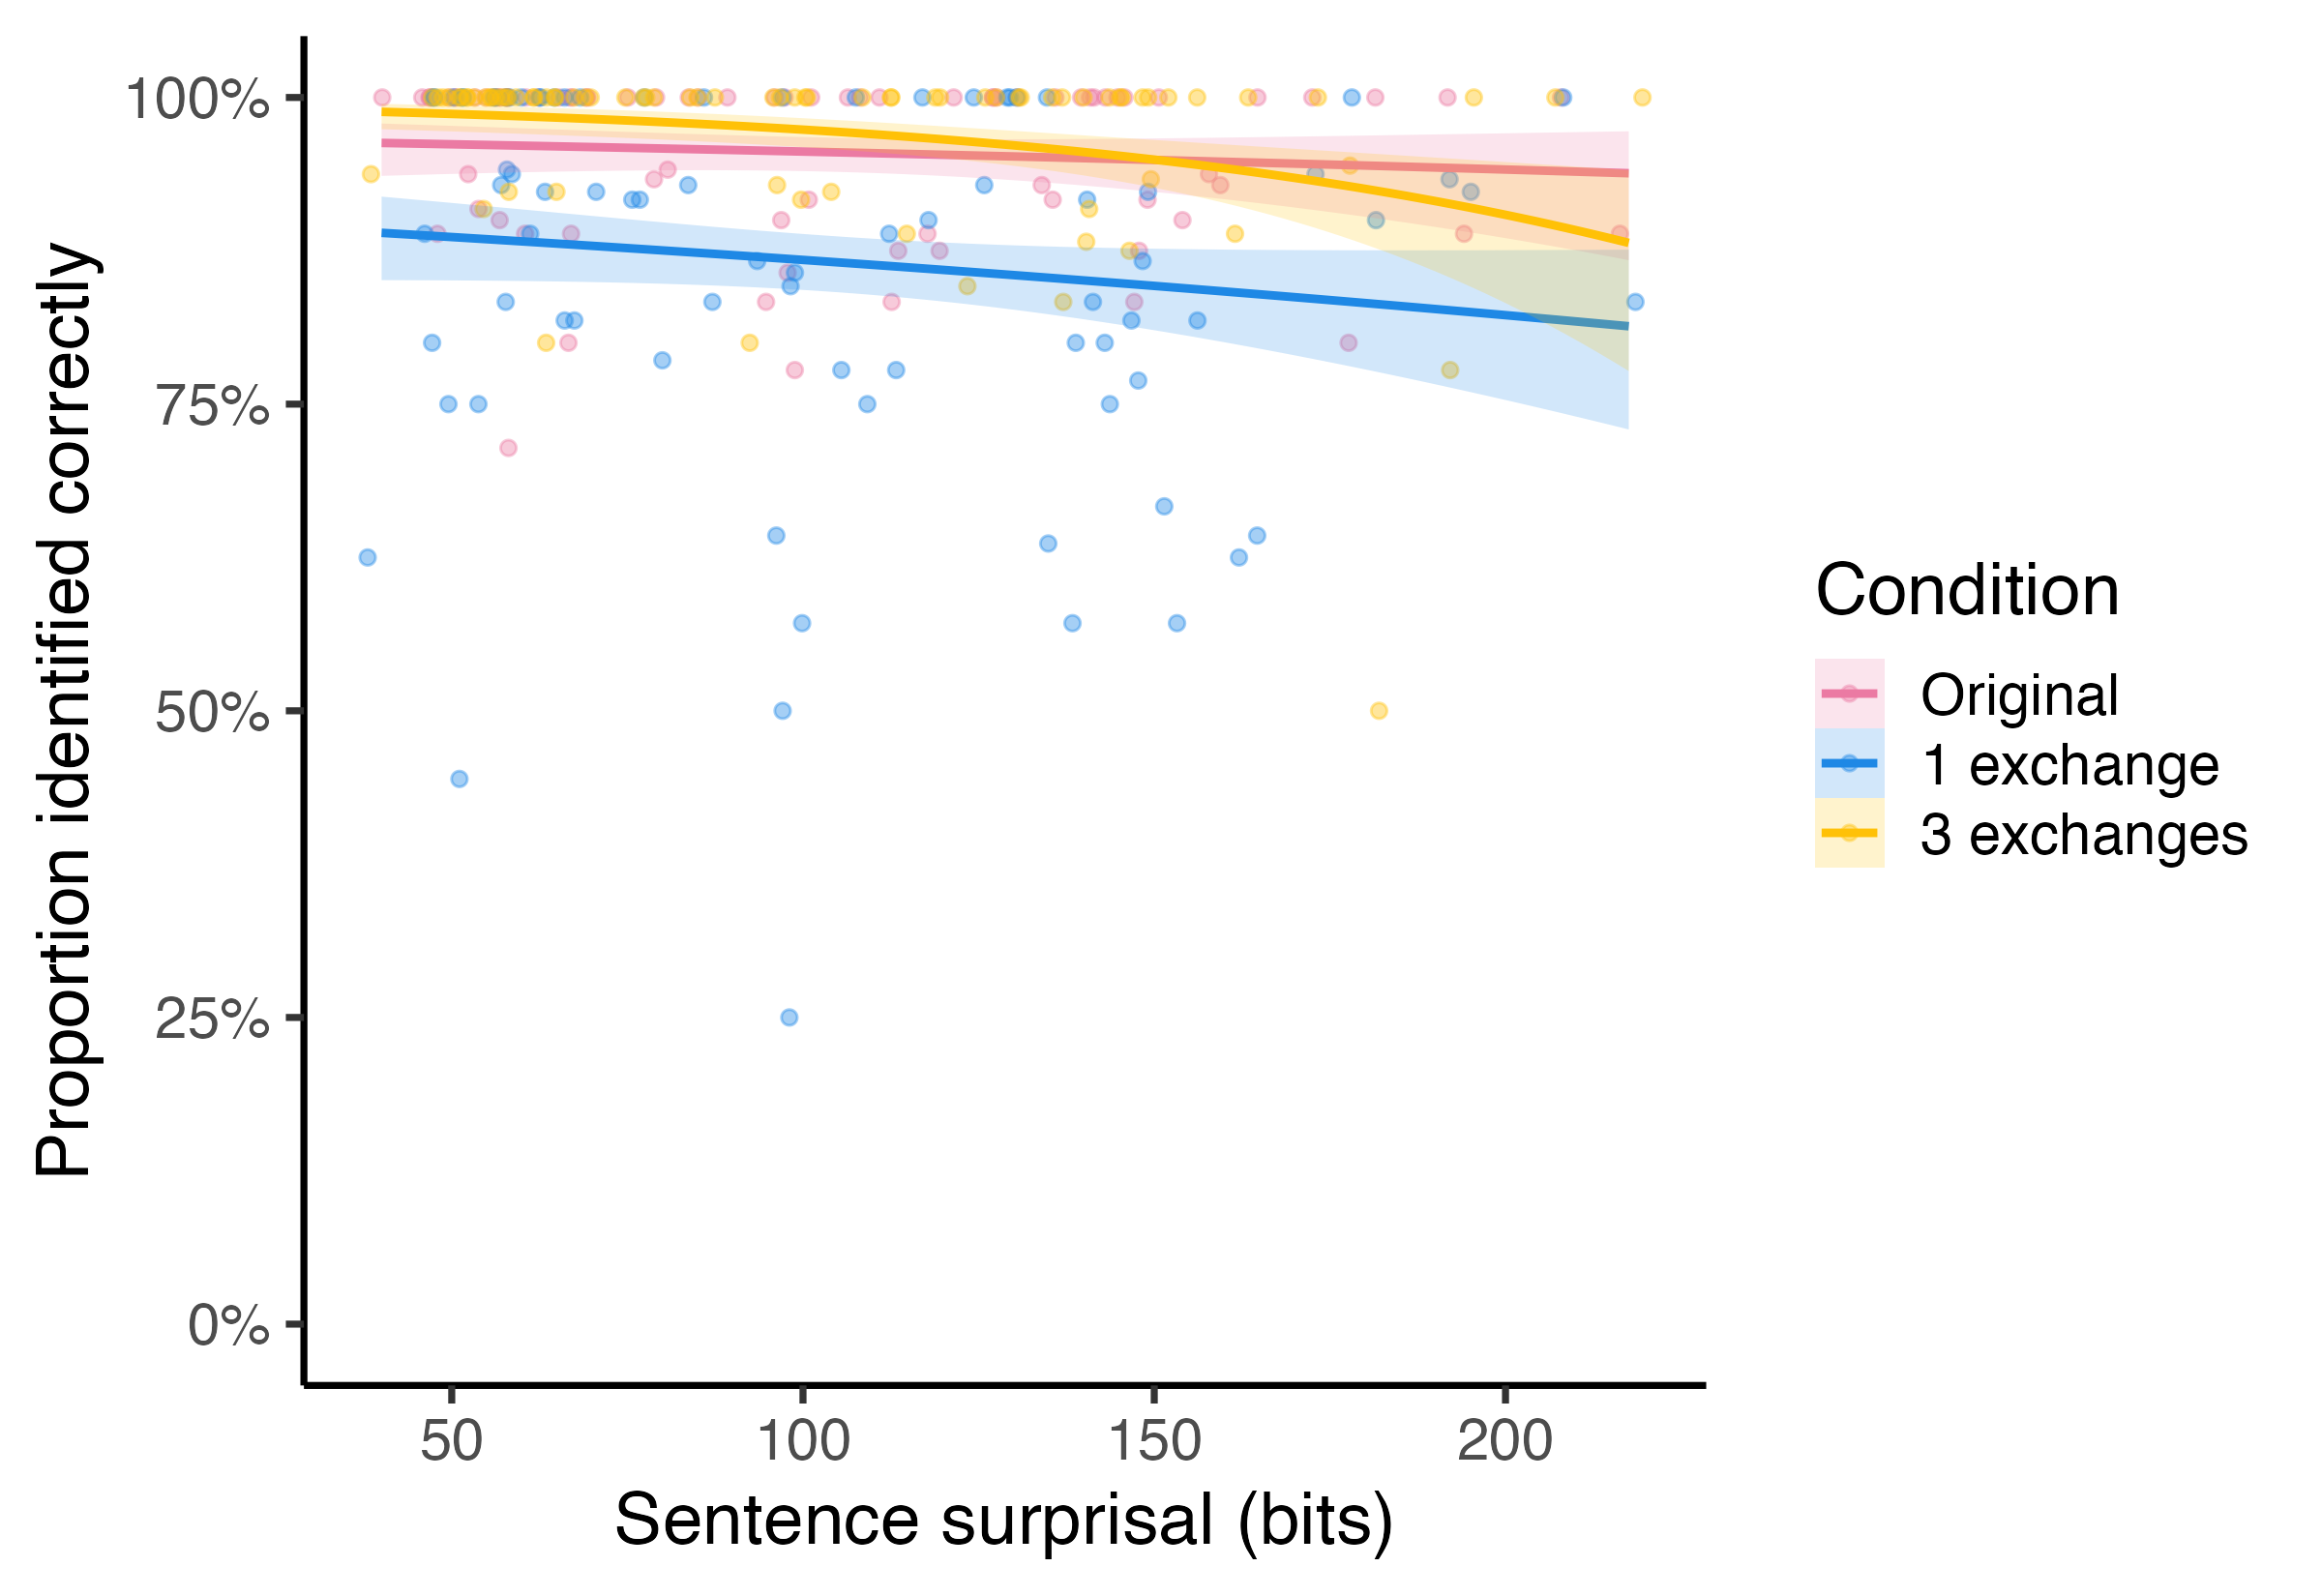 Proportion identified correctly
100%
75%
50%
25%
0%
50
100
150
200
Sentence surprisal (bits)
Condition
Original
1 exchange
3 exchanges